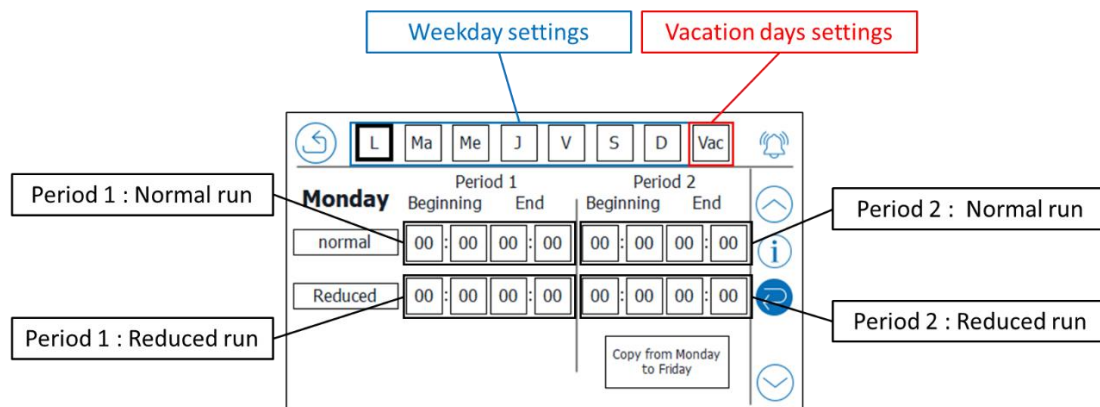 Weekday settings
Vacation days settings
L Ma Me J V S D Vac
Period 1 Period 2
Monday Beginning End Beginning End
Period 1 : Normal run
Period 2 : Normal run
normal 00 : 00 00 : 00 00 : 00 00 : 00
i
Reduced 00 : 00 00 : 00 00 : 00 00 : 00
Period 1 : Reduced run
Period 2 : Reduced run
Copy from Monday
to Friday